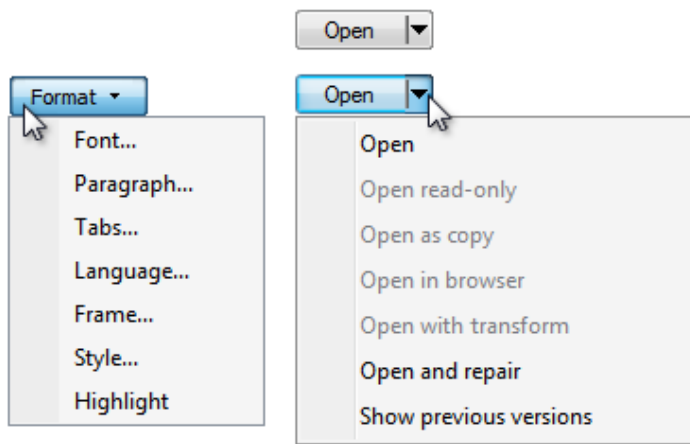 Open
Format
Font...
Paragraph...
Tabs...
Language...
Frame...
Style...
Highlight
Open
Open
Open read-only
Open as copy
Open in browser
Open with transform
Open and repair
Show previous versions